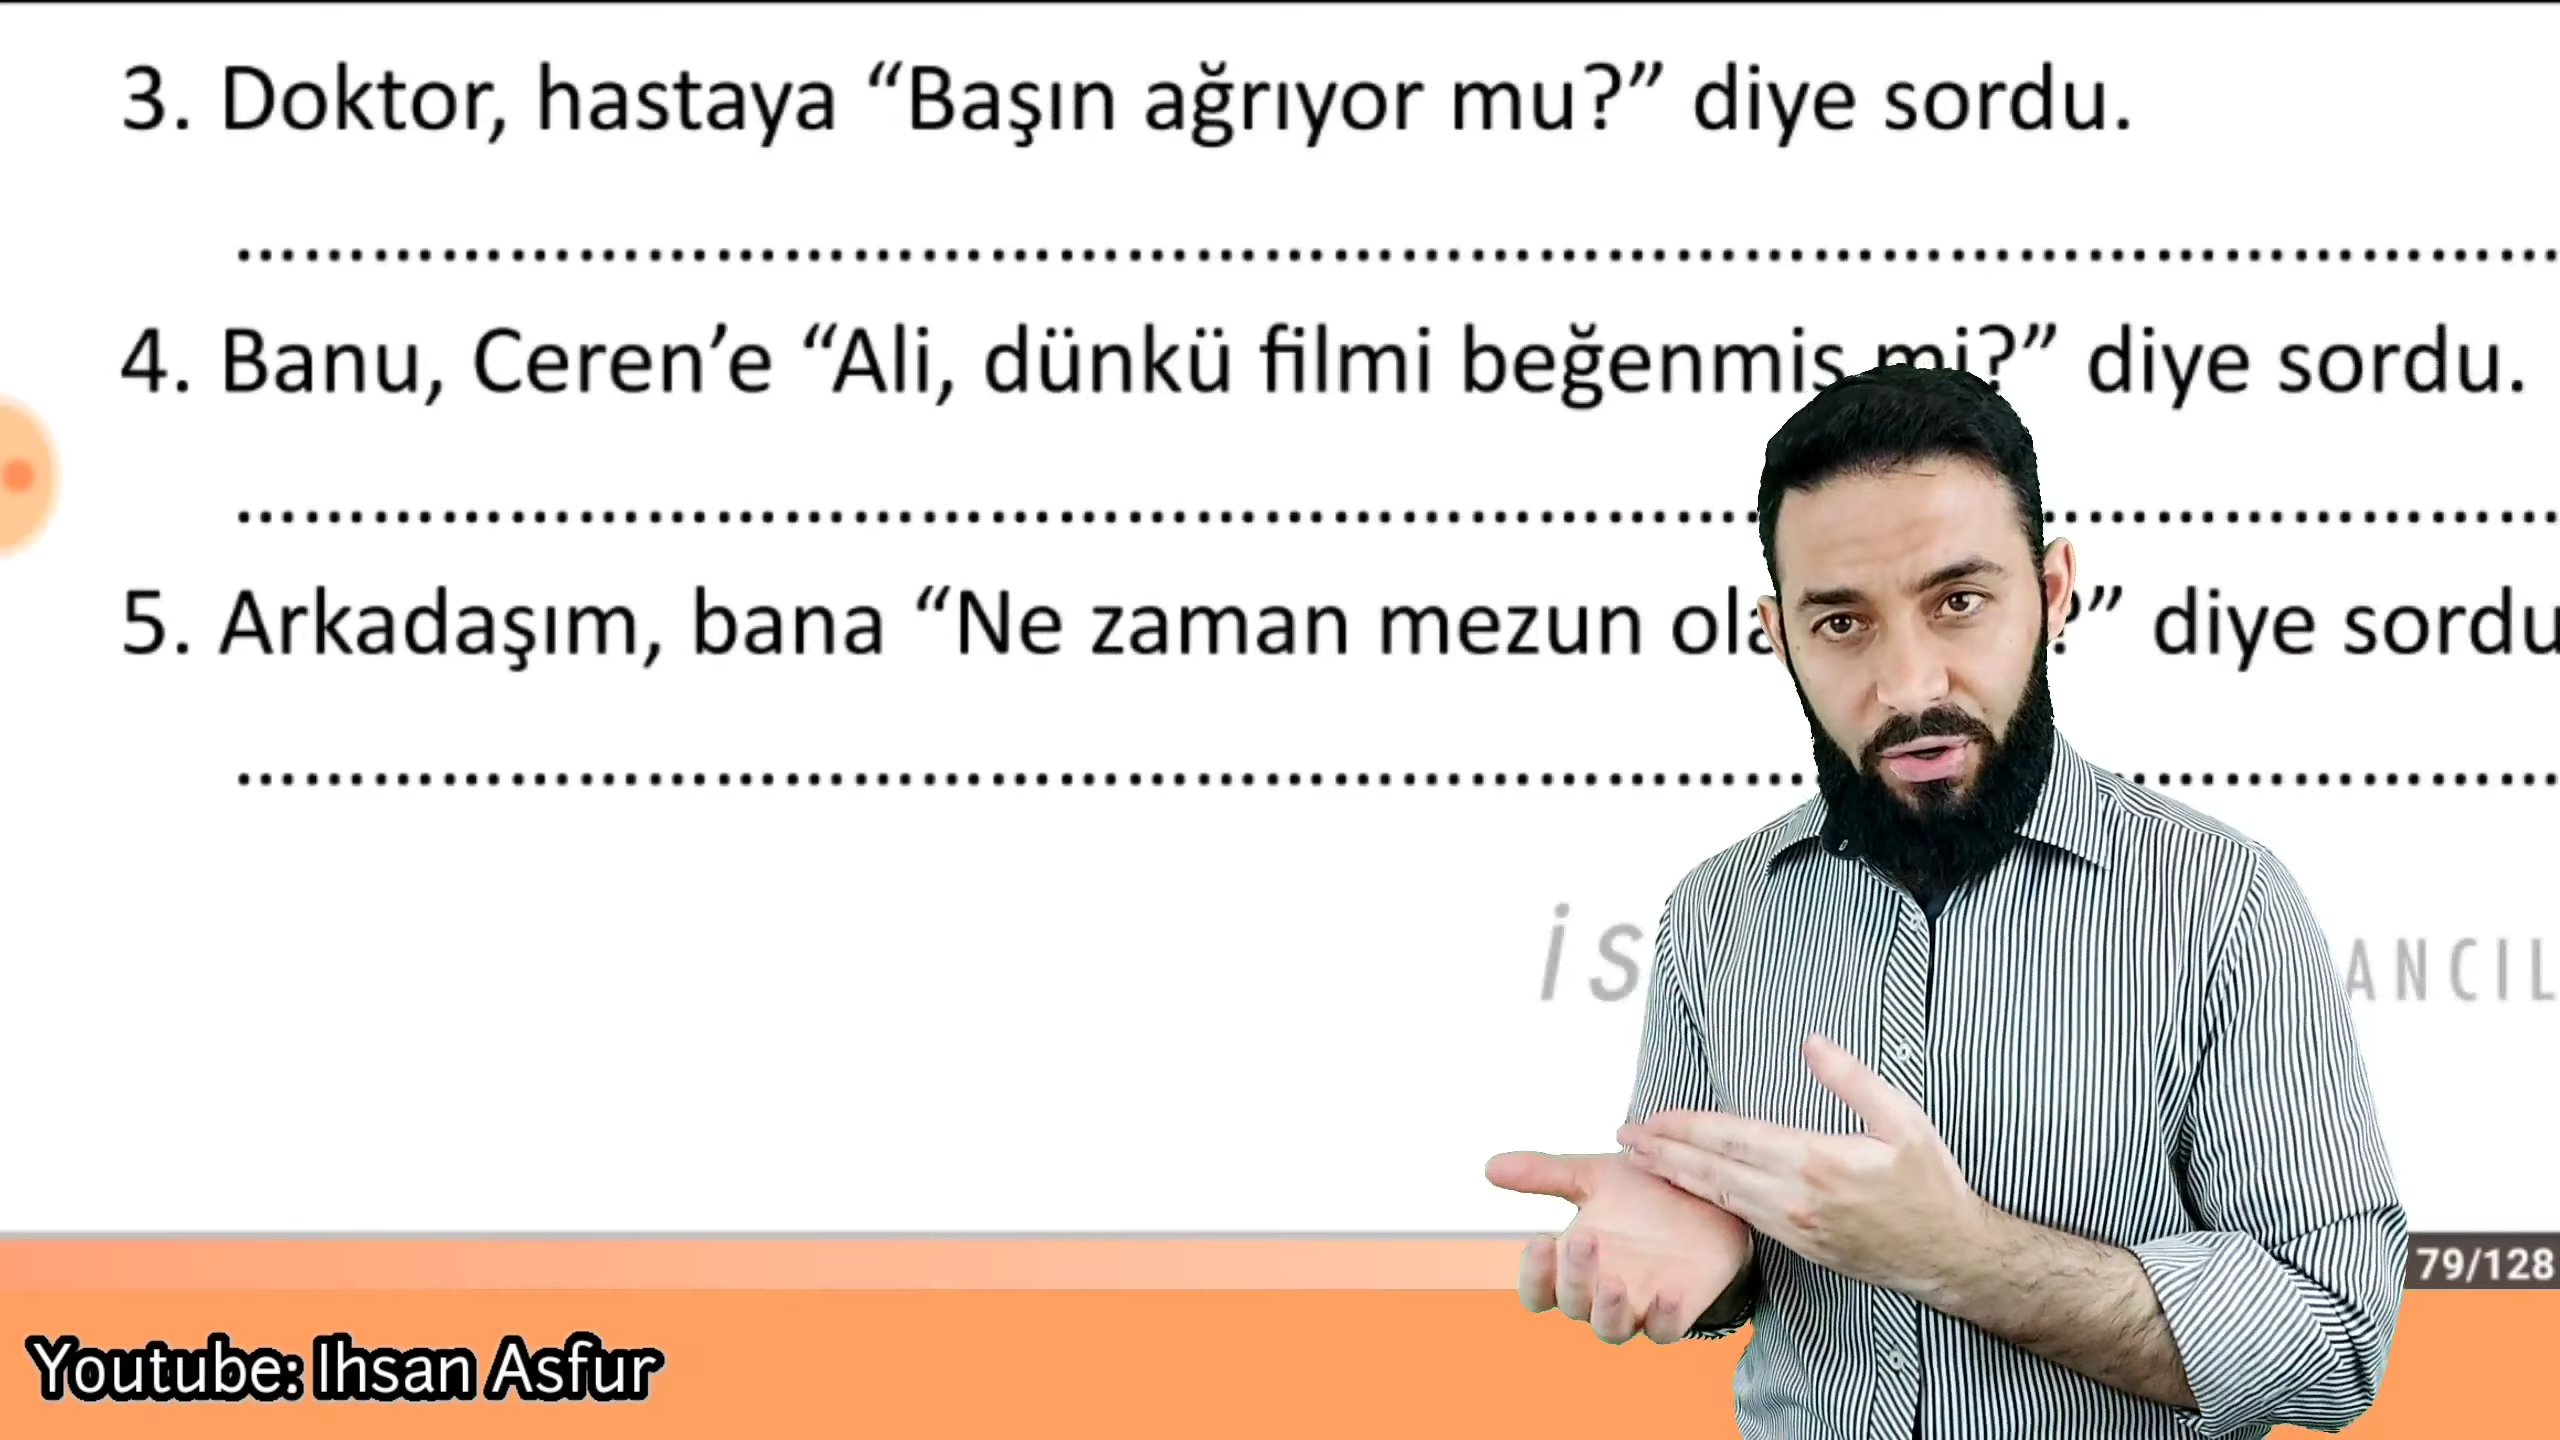 3. Doktor, hastaya “Başın ağrıyor mu?” diye sordu.
4. Banu, Ceren’e “Ali, dünkü filmi beğenmiş mi?” diye sordu.
5. Arkadaşım, bana “Ne zaman mezun ?” diye sordu
79/128
Youtube: Ihsan Asfur